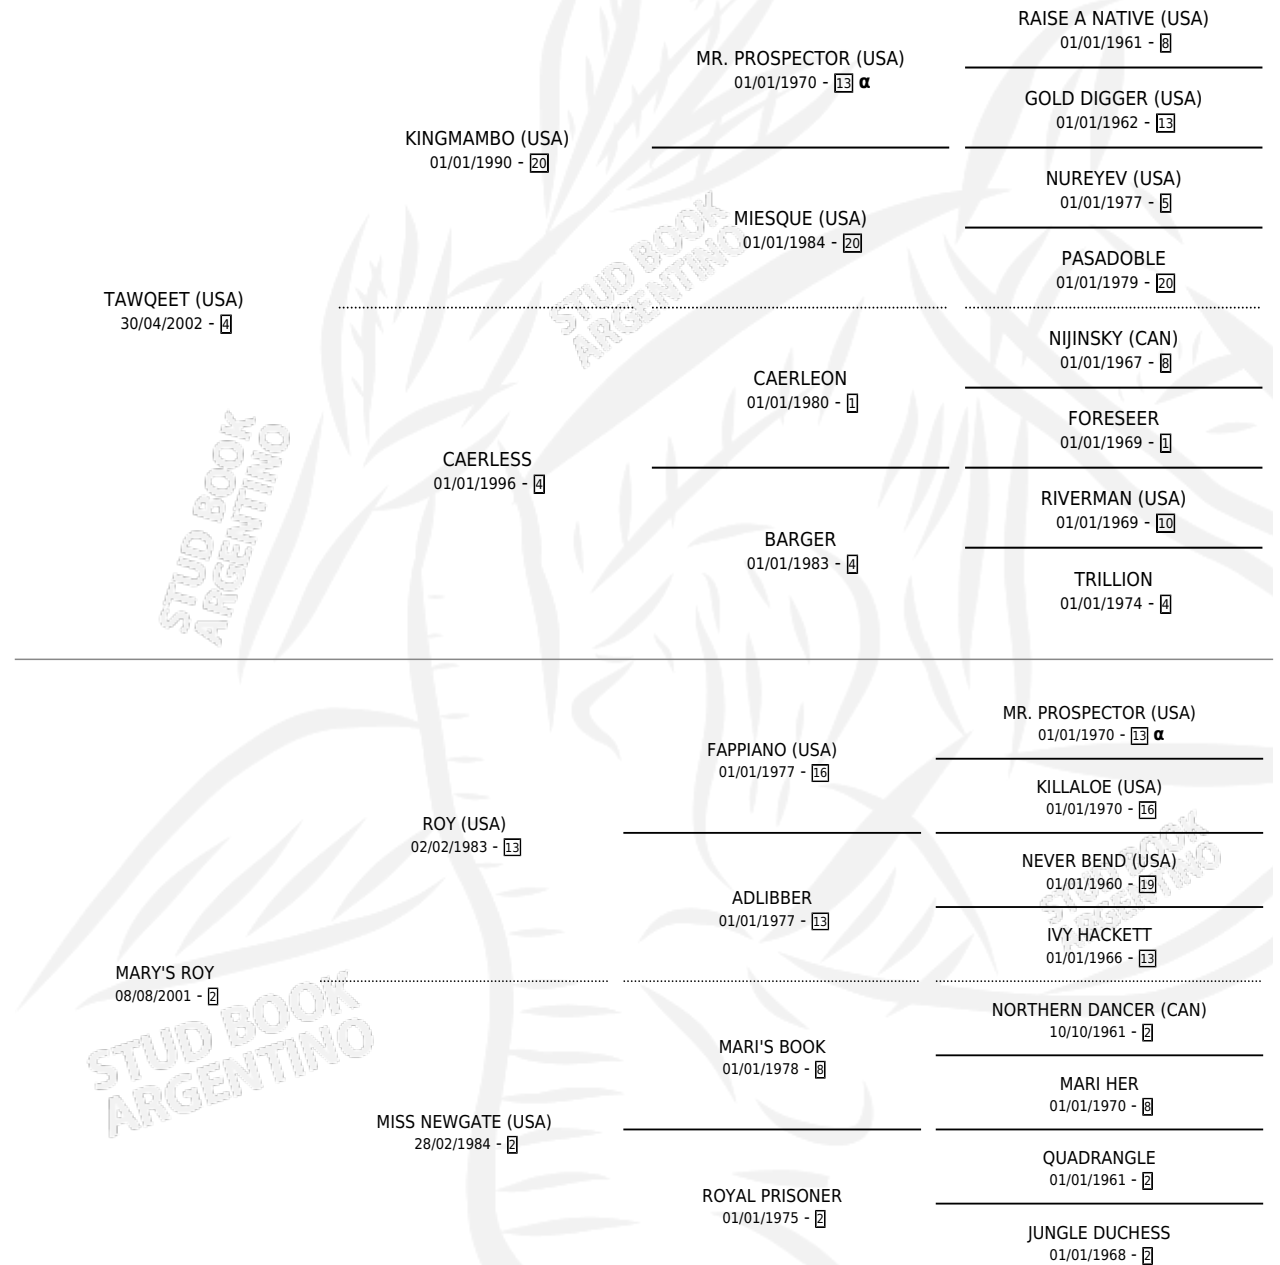 RAISE A NATIVE (USA)
01/01/1961 - 8
MR. PROSPECTOR (USA)
01/01/1970 - 13 α
GOLD DIGGER (USA)
01/01/1962 - 13
KINGMAMBO (USA)
01/01/1990 - 20
NUREYEV (USA)
01/01/1977 - 5
MIESQUE (USA)
01/01/1984 - 20
PASADOBLE
01/01/1979 - 20
TAWQEET (USA)
30/04/2002 - 4
NIJINSKY (CAN)
01/01/1967 - 8
CAERLEON
01/01/1980 - 1
FORESEER
01/01/1969 - 1
CAERLESS
01/01/1996 - 4
RIVERMAN (USA)
01/01/1969 - 10
BARGER
01/01/1983 - 4
TRILLION
01/01/1974 - 4
STUD BOOK
ARGENTINO
STUD BOOK
ARGENTINO
MR. PROSPECTOR (USA)
01/01/1970 - 13 α
FAPPIANO (USA)
01/01/1977 - 16
KILLALOE (USA)
01/01/1970 - 16
ROY (USA)
02/02/1983 - 13
NEVER BEND (USA)
01/01/1960 - 19
ADLIBBER
01/01/1977 - 13
IVY HACKETT
01/01/1966 - 13
MARY'S ROY
08/08/2001 - 2
NORTHERN DANCER (CAN)
10/10/1961 - 2
MARI'S BOOK
01/01/1978 - 8
MARI HER
01/01/1970 - 8
MISS NEWGATE (USA)
28/02/1984 - 2
QUADRANGLE
01/01/1961 - 2
ROYAL PRISONER
01/01/1975 - 2
JUNGLE DUCHESS
01/01/1968 - 2
STUD BOOK
ARGENTINO
STUD BOOK
ARGENTINO